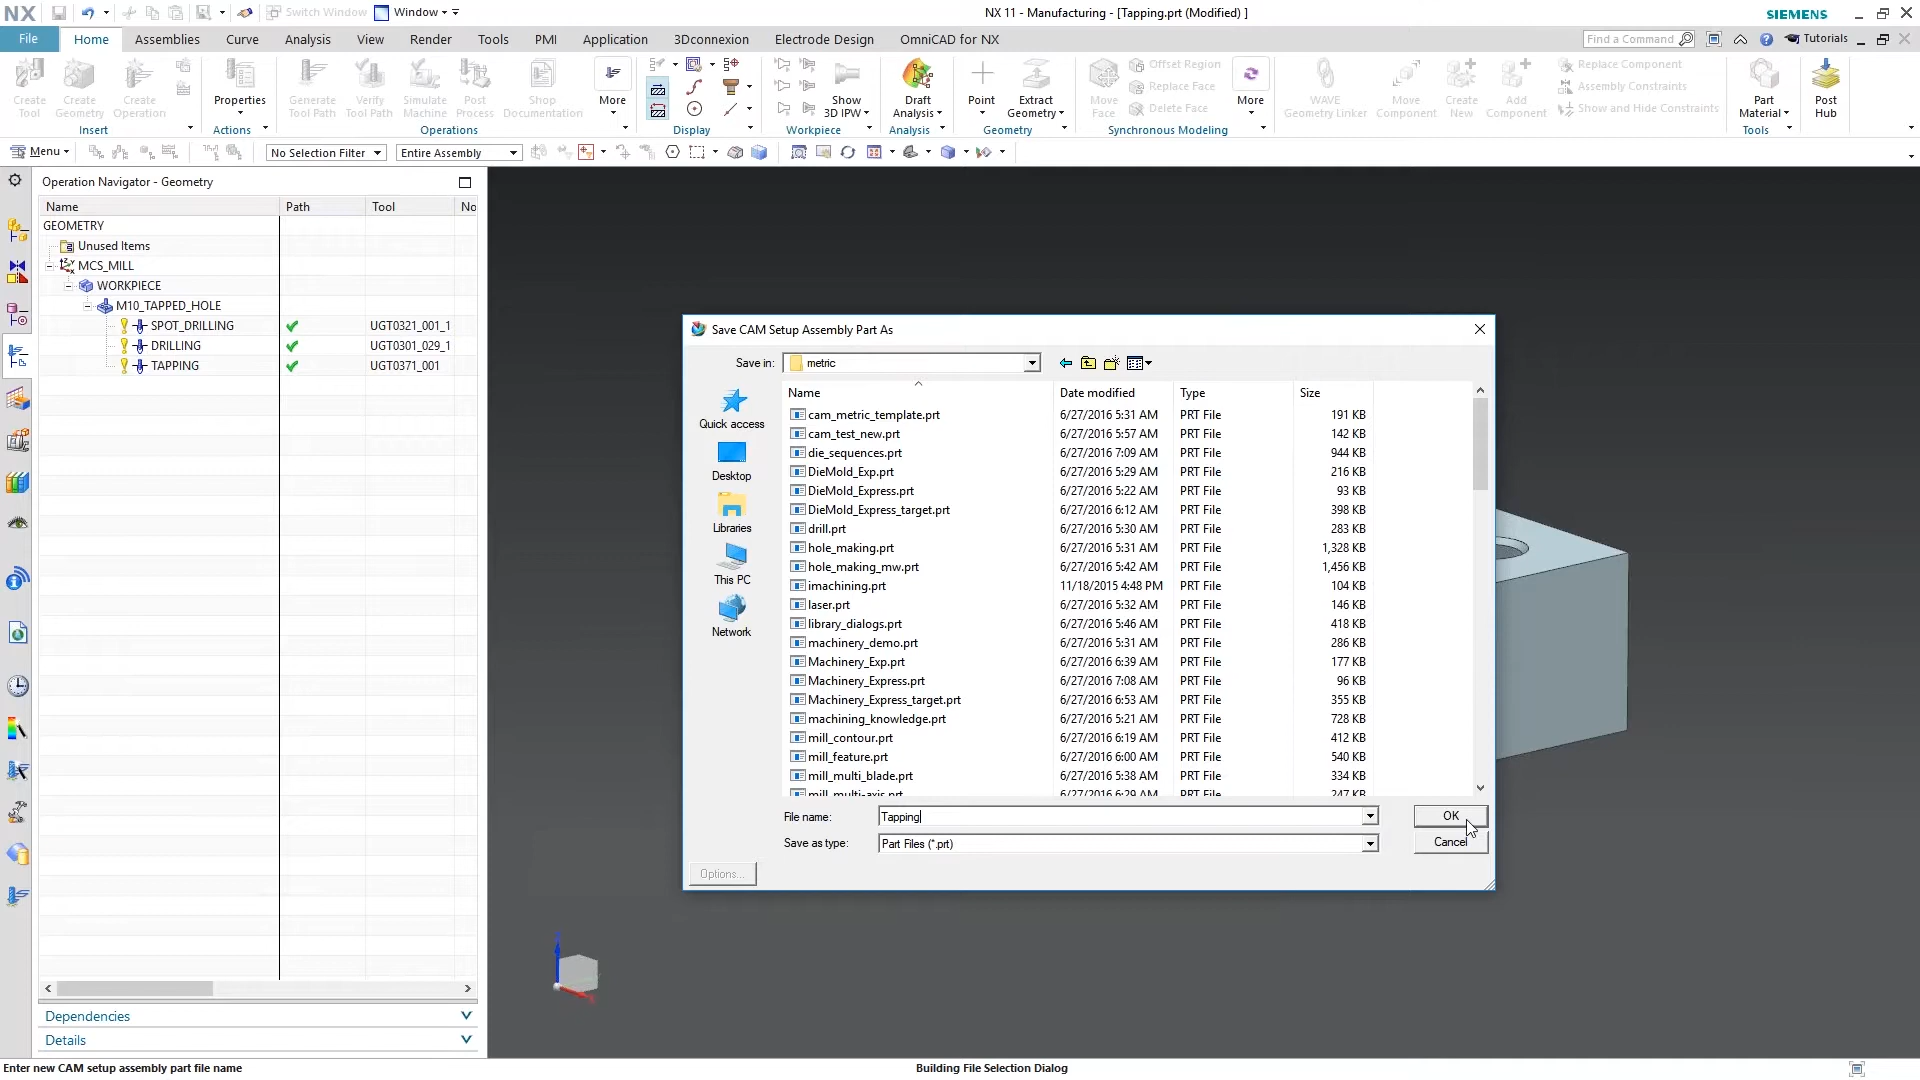 NX Switch Window Window NX 11 - Manufacturing - [Tapping.prt (Modified) ] SIEMENS
File Home Assemblies Curve Analysis View Render Tools PMI Application 3Dconnexion Electrode Design OmniCAD for NX Find a Command Tutorials
Create Tool Create Geometry Create Operation Properties Generate Tool Path Verify Tool Path Simulate Machine Post Process Shop Documentation More Show 3D IPW Draft Analysis Point Extract Geometry Move Face Offset Region Replace Face Delete Face More WAVE Geometry Linker Move Component Create New Add Component Replace Component Assembly Constraints Show and Hide Constraints Part Material Post Hub
Insert Actions Operations Display Workpiece Analysis Geometry Synchronous Modeling Assemblies Tools
Menu No Selection Filter Entire Assembly
Operation Navigator - Geometry
Name Path Tool No
GEOMETRY
Unused Items
MCS_MILL
WORKPIECE
M10_TAPPED_HOLE
SPOT_DRILLING UGT0321_001_1
DRILLING UGT0301_029_1
TAPPING UGT0371_001
Dependencies
Details
Save CAM Setup Assembly Part As
Save in: metric
Quick access
Desktop
Libraries
This PC
Network
Name Date modified Type Size
cam_metric_template.prt 6/27/2016 5:31 AM PRT File 191 KB
cam_test_new.prt 6/27/2016 5:57 AM PRT File 142 KB
die_sequences.prt 6/27/2016 7:09 AM PRT File 944 KB
DieMold_Exp.prt 6/27/2016 5:29 AM PRT File 216 KB
DieMold_Express.prt 6/27/2016 5:22 AM PRT File 93 KB
DieMold_Express_target.prt 6/27/2016 6:12 AM PRT File 398 KB
drill.prt 6/27/2016 5:30 AM PRT File 283 KB
hole_making.prt 6/27/2016 5:31 AM PRT File 1,328 KB
hole_making_mw.prt 6/27/2016 5:42 AM PRT File 1,456 KB
imachining.prt 11/18/2015 4:48 PM PRT File 104 KB
laser.prt 6/27/2016 5:32 AM PRT File 146 KB
library_dialogs.prt 6/27/2016 5:46 AM PRT File 418 KB
machinery_demo.prt 6/27/2016 5:31 AM PRT File 286 KB
Machinery_Exp.prt 6/27/2016 6:39 AM PRT File 177 KB
Machinery_Express.prt 6/27/2016 7:08 AM PRT File 96 KB
Machinery_Express_target.prt 6/27/2016 6:53 AM PRT File 355 KB
machining_knowledge.prt 6/27/2016 5:21 AM PRT File 728 KB
mill_contour.prt 6/27/2016 6:19 AM PRT File 412 KB
mill_feature.prt 6/27/2016 6:00 AM PRT File 540 KB
mill_multi_blade.prt 6/27/2016 5:38 AM PRT File 334 KB
mill_multi-axis.prt 6/27/2016 6:29 AM PRT File 247 KB
File name: Tapping OK
Save as type: Part Files (*.prt) Cancel
Options...
Enter new CAM setup assembly part file name Building File Selection Dialog